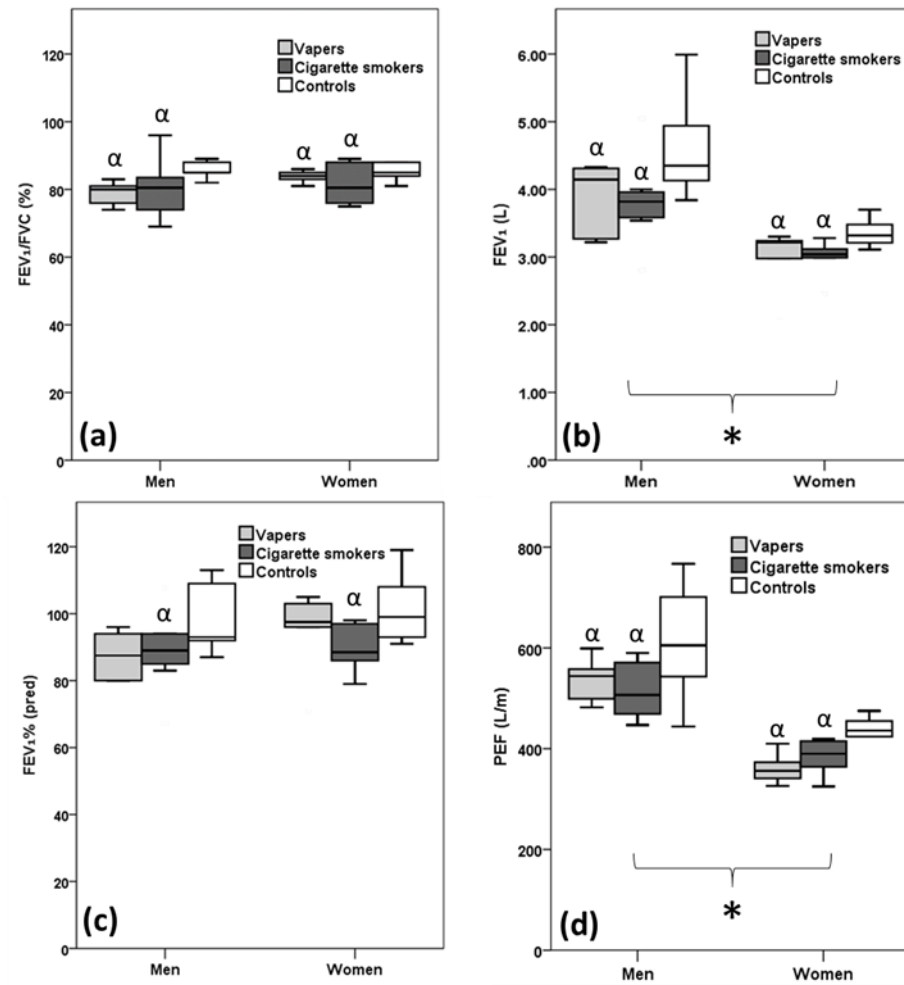 120
100
80
60
40
20
0
FEV₁/FVC (%)
Vapers
Cigarette smokers
Controls
α
α
α
α
(a)
Men
Women
6.00
5.00
4.00
3.00
2.00
1.00
.00
FEV₁ (L)
Vapers
Cigarette smokers
Controls
α
α
α
α
*
(b)
Men
Women
120
100
80
60
40
20
0
FEV₁% (pred)
Vapers
Cigarette smokers
Controls
α
α
(c)
Men
Women
800
600
400
200
0
PEF (L/m)
Vapers
Cigarette smokers
Controls
α
α
α
α
*
(d)
Men
Women